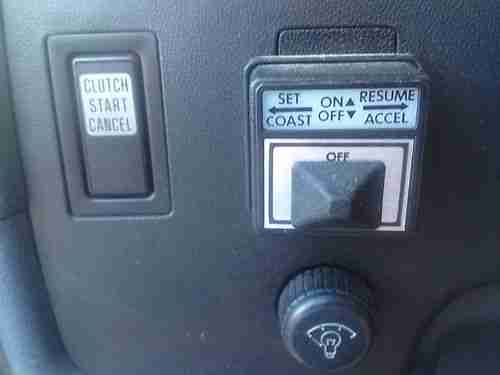 CLUTCH
START
CANCEL
SET
COAST
ON
OFF
RESUME
ACCEL
OFF